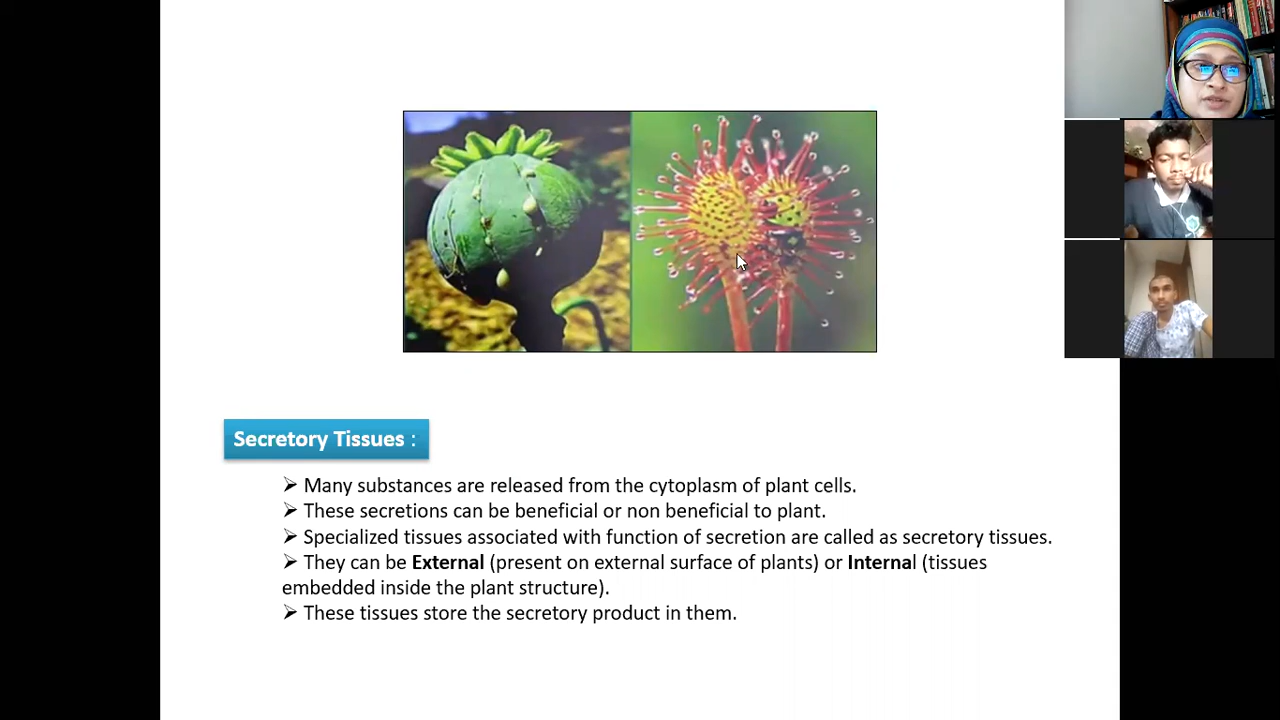 Secretory Tissues :
➢ Many substances are released from the cytoplasm of plant cells.
➢ These secretions can be beneficial or non beneficial to plant.
➢ Specialized tissues associated with function of secretion are called as secretory tissues.
➢ They can be External (present on external surface of plants) or Internal (tissues
embedded inside the plant structure).
➢ These tissues store the secretory product in them.